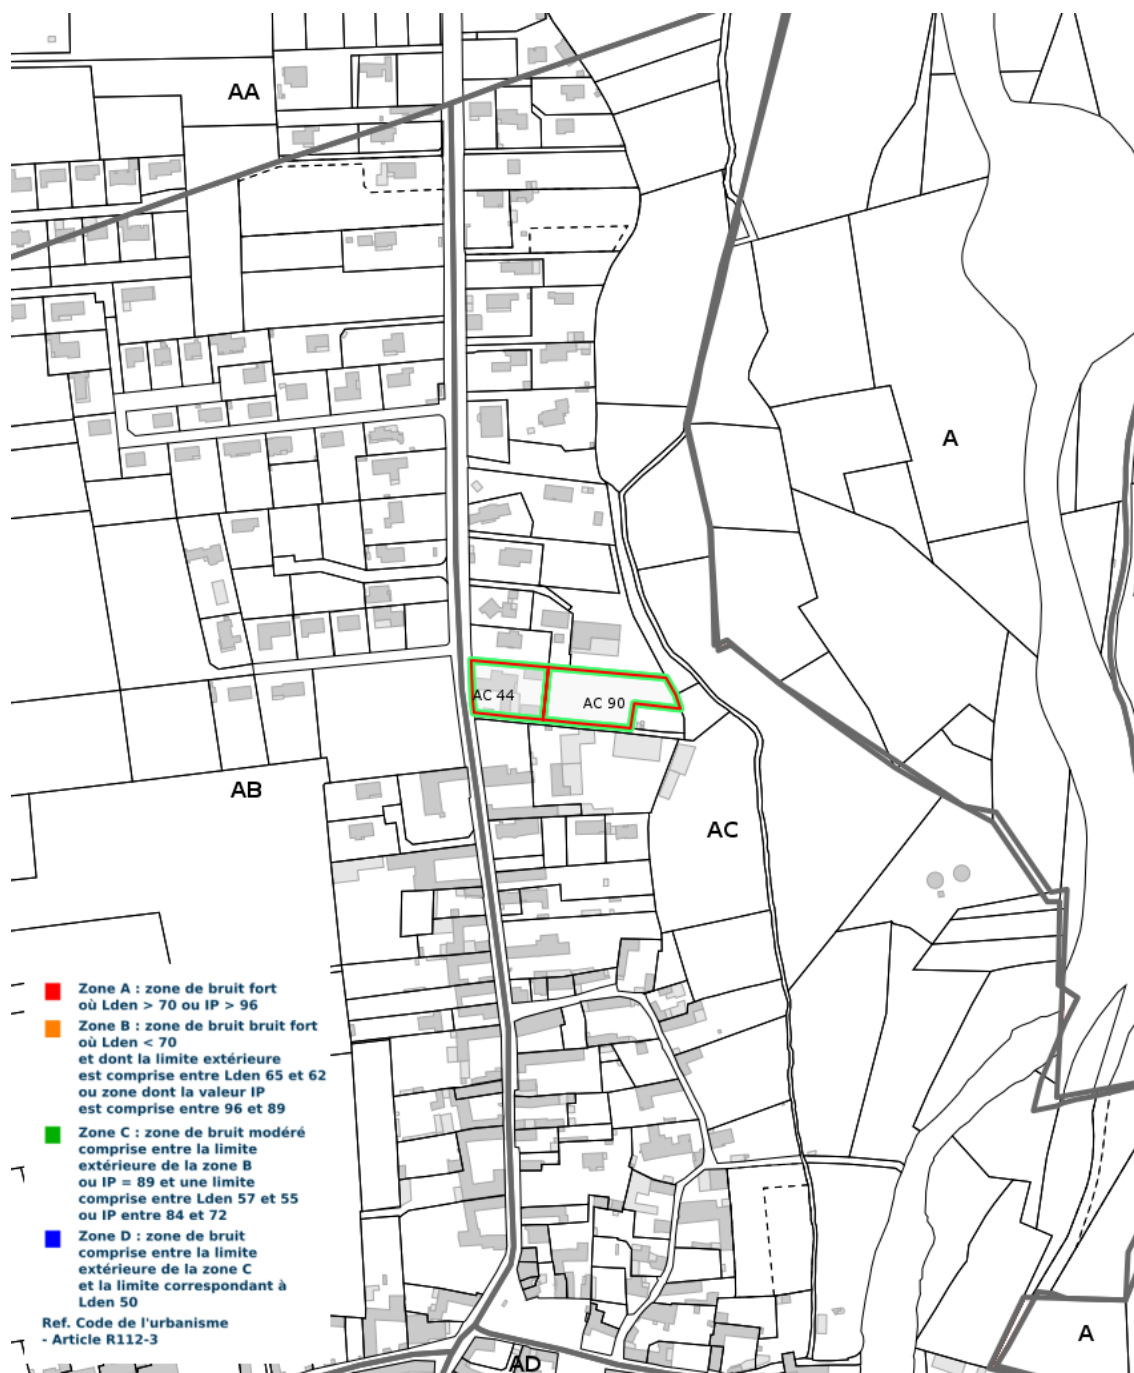 AA
A
AC 44
AC 90
AB
AC
Zone A : zone de bruit fort
où Lden > 70 ou IP > 96
Zone B : zone de bruit bruit fort
où Lden < 70
et dont la limite extérieure
est comprise entre Lden 65 et 62
ou zone dont la valeur IP
est comprise entre 96 et 89
Zone C : zone de bruit modéré
comprise entre la limite
extérieure de la zone B
ou IP = 89 et une limite
comprise entre Lden 57 et 55
ou IP entre 84 et 72
Zone D : zone de bruit
comprise entre la limite
extérieure de la zone C
et la limite correspondant à
Lden 50
Ref. Code de l'urbanisme
- Article R112-3
A
AD